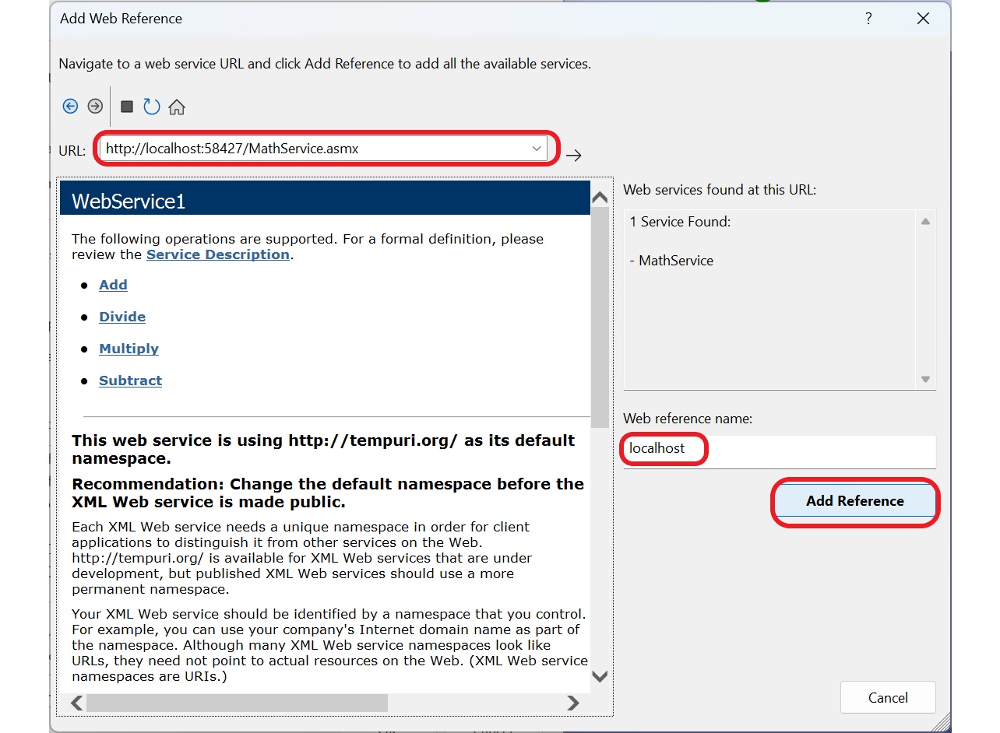 Add Web Reference
?
Navigate to a web service URL and click Add Reference to add all the available services.
URL:
http://localhost:58427/MathService.asmx
WebService1
The following operations are supported. For a formal definition, please
review the Service Description.
Add
Divide
Multiply
Subtract
This web service is using http://tempuri.org/ as its default
namespace.
Recommendation: Change the default namespace before the
XML Web service is made public.
Each XML Web service needs a unique namespace in order for client
applications to distinguish it from other services on the Web.
http://tempuri.org/ is available for XML Web services that are under
development, but published XML Web services should use a more
permanent namespace.
Your XML Web service should be identified by a namespace that you control.
For example, you can use your company's Internet domain name as part of
the namespace. Although many XML Web service namespaces look like
URLs, they need not point to actual resources on the Web. (XML Web service
namespaces are URIs.)
Web services found at this URL:
1 Service Found:
- MathService
Web reference name:
localhost
Add Reference
Cancel